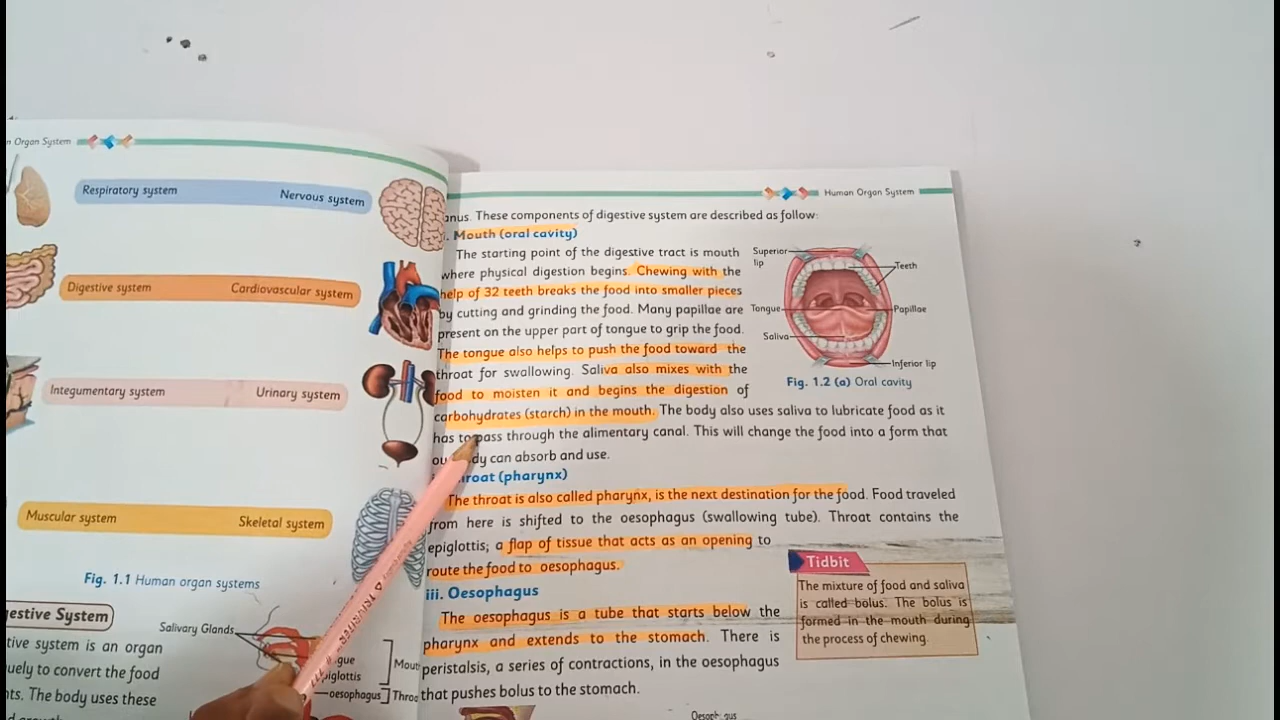 n Organ System
Respiratory system
Nervous system
Digestive system
Cardiovascular system
Integumentary system
Urinary system
Muscular system
Skeletal system
Fig. 1.1 Human organ systems
gestive System
Salivary Glands
tive system is an organ
uely to convert the food
nts. The body uses these
gue
piglottis
oesophagus
Mout
Throa
Human Organ System
anus. These components of digestive system are described as follow:
i. Mouth (oral cavity)
The starting point of the digestive tract is mouth
where physical digestion begins. Chewing with the
help of 32 teeth breaks the food into smaller pieces
by cutting and grinding the food. Many papillae are
present on the upper part of tongue to grip the food.
The tongue also helps to push the food toward the
throat for swallowing. Saliva also mixes with the
food to moisten it and begins the digestion of
carbohydrates (starch) in the mouth. The body also uses saliva to lubricate food as it
has to pass through the alimentary canal. This will change the food into a form that
ou dy can absorb and use.
Superior lip
Teeth
Tongue
Papillae
Saliva
Inferior lip
Fig. 1.2 (a) Oral cavity
roat (pharynx)
The throat is also called pharynx, is the next destination for the food. Food traveled
from here is shifted to the oesophagus (swallowing tube). Throat contains the
epiglottis; a flap of tissue that acts as an opening to
route the food to oesophagus.
iii. Oesophagus
The oesophagus is a tube that starts below the
pharynx and extends to the stomach. There is
peristalsis, a series of contractions, in the oesophagus
that pushes bolus to the stomach.
Tidbit
The mixture of food and saliva
is called bolus. The bolus is
formed in the mouth during
the process of chewing.